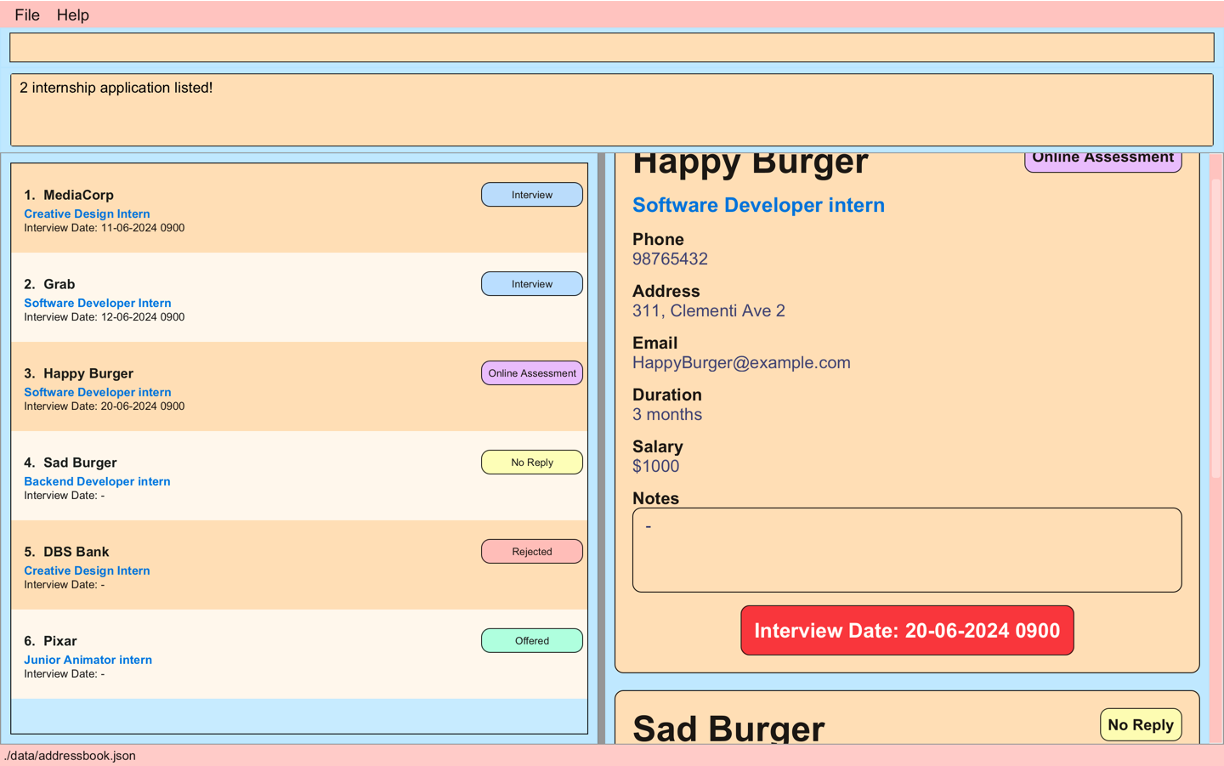 File Help
2 internship application listed!
1. MediaCorp
Interview
Creative Design Intern
Interview Date: 11-06-2024 0900
2. Grab
Interview
Software Developer Intern
Interview Date: 12-06-2024 0900
3. Happy Burger
Online Assessment
Software Developer intern
Interview Date: 20-06-2024 0900
4. Sad Burger
No Reply
Backend Developer intern
Interview Date: -
5. DBS Bank
Rejected
Creative Design Intern
Interview Date: -
6. Pixar
Offered
Junior Animator intern
Interview Date: -
Happy Burger
Online Assessment
Software Developer intern
Phone
98765432
Address
311, Clementi Ave 2
Email
HappyBurger@example.com
Duration
3 months
Salary
$1000
Notes
-
Interview Date: 20-06-2024 0900
Sad Burger
No Reply
./data/addressbook.json